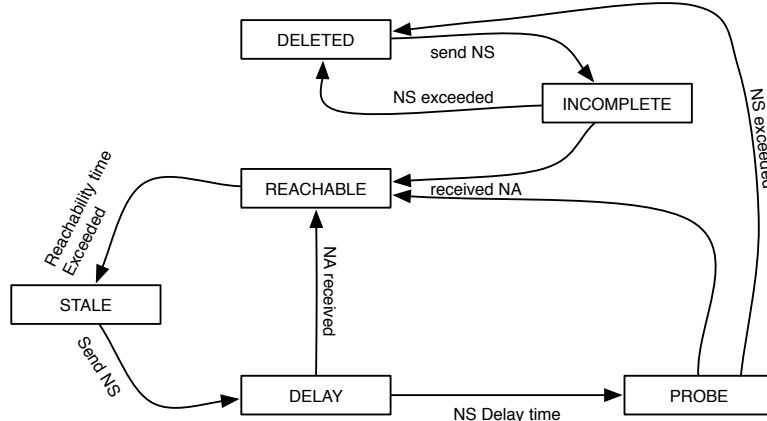 DELETED
send NS
NS exceeded
INCOMPLETE
NS exceeded
REACHABLE
received NA
Reachability time
Exceeded
NA received
STALE
Send NS
DELAY
NS Delay time
PROBE